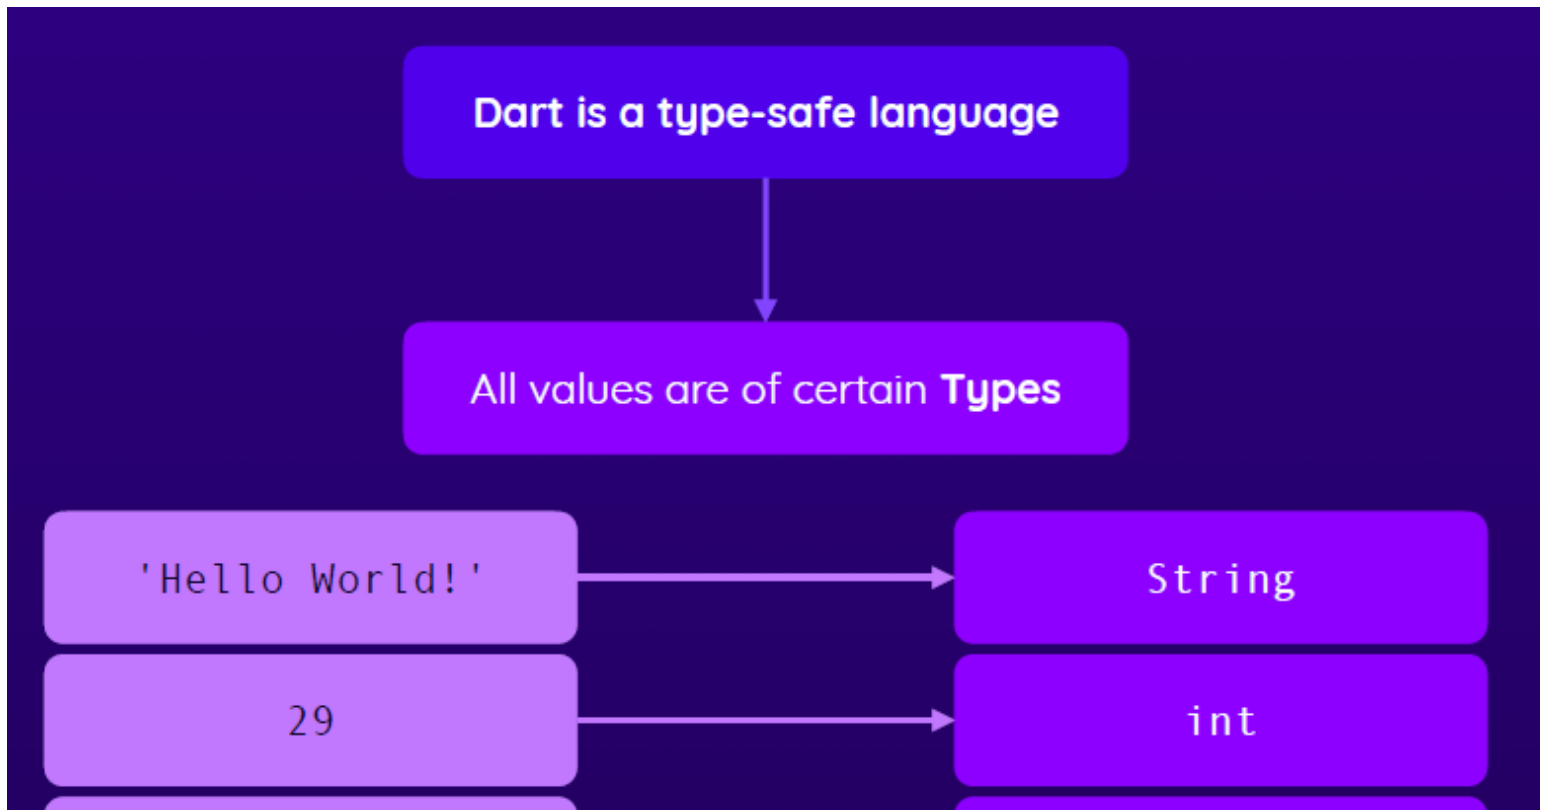 Dart is a type-safe language
All values are of certain Types
'Hello World!'
String
29
int